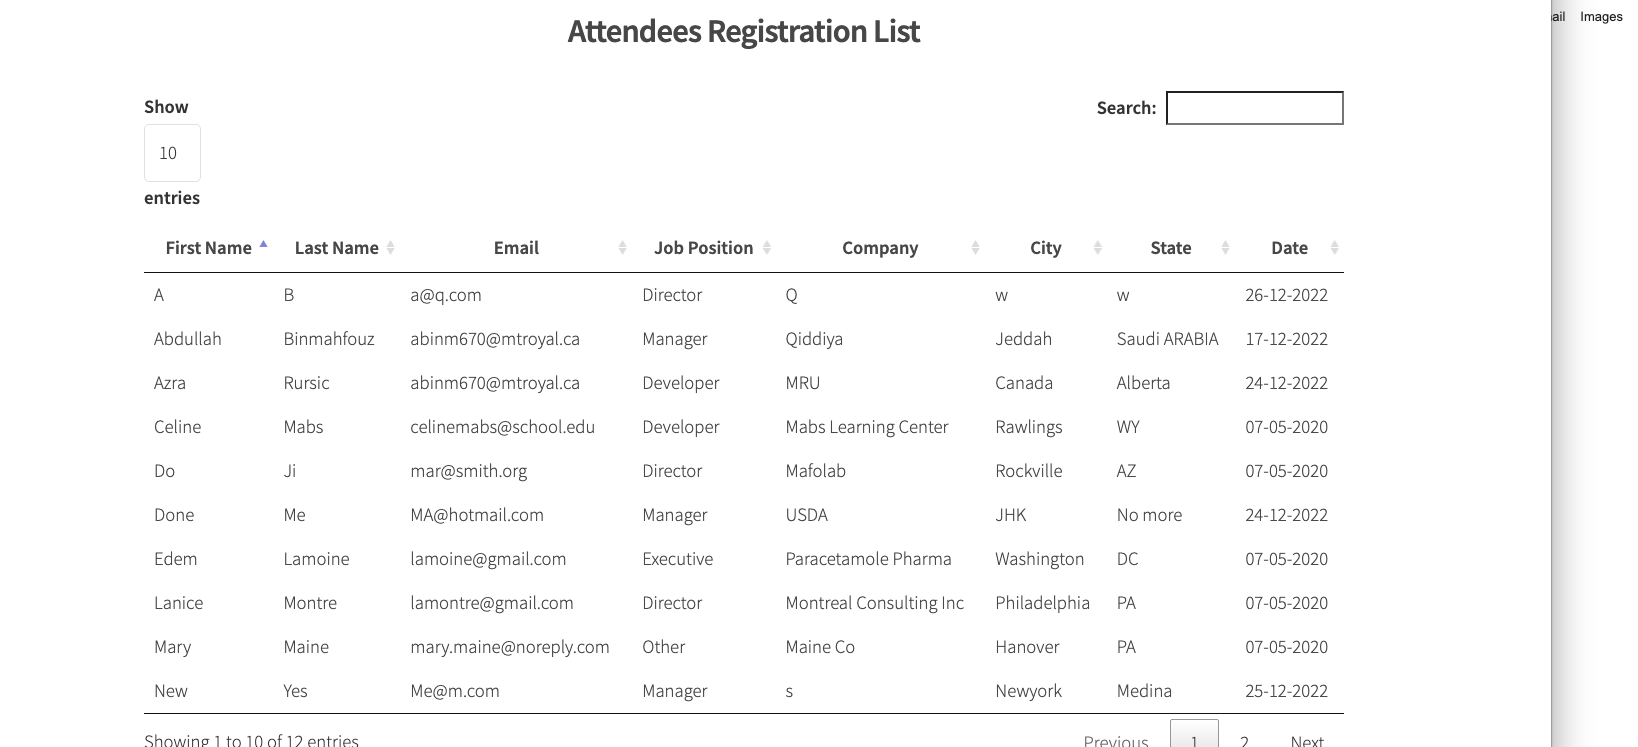 Images
Attendees Registration List
Show
Search:
10
entries
First Name Last Name Email Job Position Company City State Date
A B a@q.com Director Q w w 26-12-2022
Abdullah Binmahfouz abinm670@mtroyal.ca Manager Qiddiya Jeddah Saudi ARABIA 17-12-2022
Azra Rursic abinm670@mtroyal.ca Developer MRU Canada Alberta 24-12-2022
Celine Mabs celinemabs@school.edu Developer Mabs Learning Center Rawlings WY 07-05-2020
Do Ji mar@smith.org Director Mafolab Rockville AZ 07-05-2020
Done Me MA@hotmail.com Manager USDA JHK No more 24-12-2022
Edem Lamoine lamoine@gmail.com Executive Paracetamole Pharma Washington DC 07-05-2020
Lanice Montre lamontre@gmail.com Director Montreal Consulting Inc Philadelphia PA 07-05-2020
Mary Maine mary.maine@noreply.com Other Maine Co Hanover PA 07-05-2020
New Yes Me@m.com Manager s Newyork Medina 25-12-2022
Showing 1 to 10 of 12 entries
Previous 1 2 Next